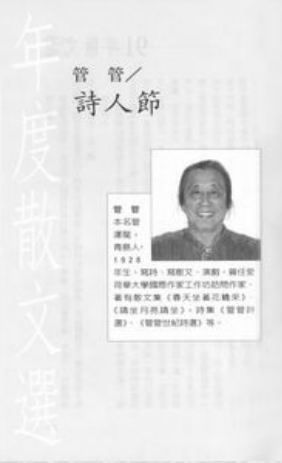 年度散文選
管 管／
詩人節
管 管
本名管
運龍，
青島人，
1928
年生，寫詩、寫散文、演戲，曾任愛
荷華大學國際作家工作坊訪問作家，
著有散文集《春天坐著花轎來》、
《請坐月亮請坐》，詩集《管管詩
選》、《管管世紀詩選》等。